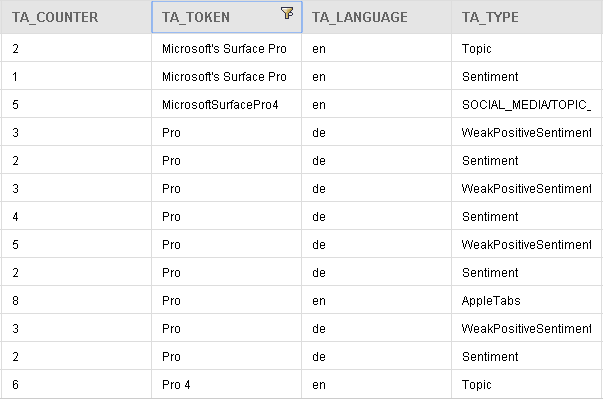 TA_COUNTER TA_TOKEN TA_LANGUAGE TA_TYPE
2 Microsoft's Surface Pro en Topic
1 Microsoft's Surface Pro en Sentiment
5 MicrosoftSurfacePro4 en SOCIAL_MEDIA/TOPIC_
3 Pro de WeakPositiveSentiment
2 Pro de Sentiment
3 Pro de WeakPositiveSentiment
4 Pro de Sentiment
5 Pro de WeakPositiveSentiment
2 Pro de Sentiment
8 Pro en AppleTabs
3 Pro de WeakPositiveSentiment
2 Pro de Sentiment
6 Pro 4 en Topic